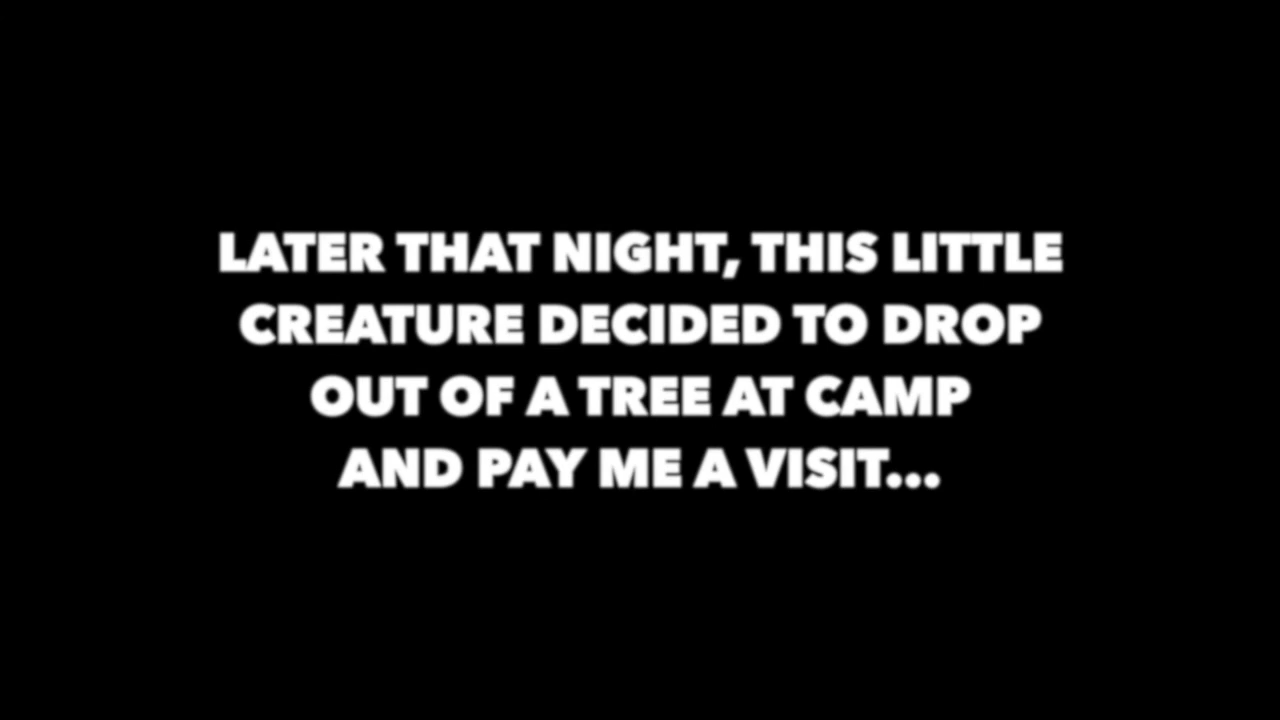 LATER THAT NIGHT, THIS LITTLE
CREATURE DECIDED TO DROP
OUT OF A TREE AT CAMP
AND PAY ME A VISIT...